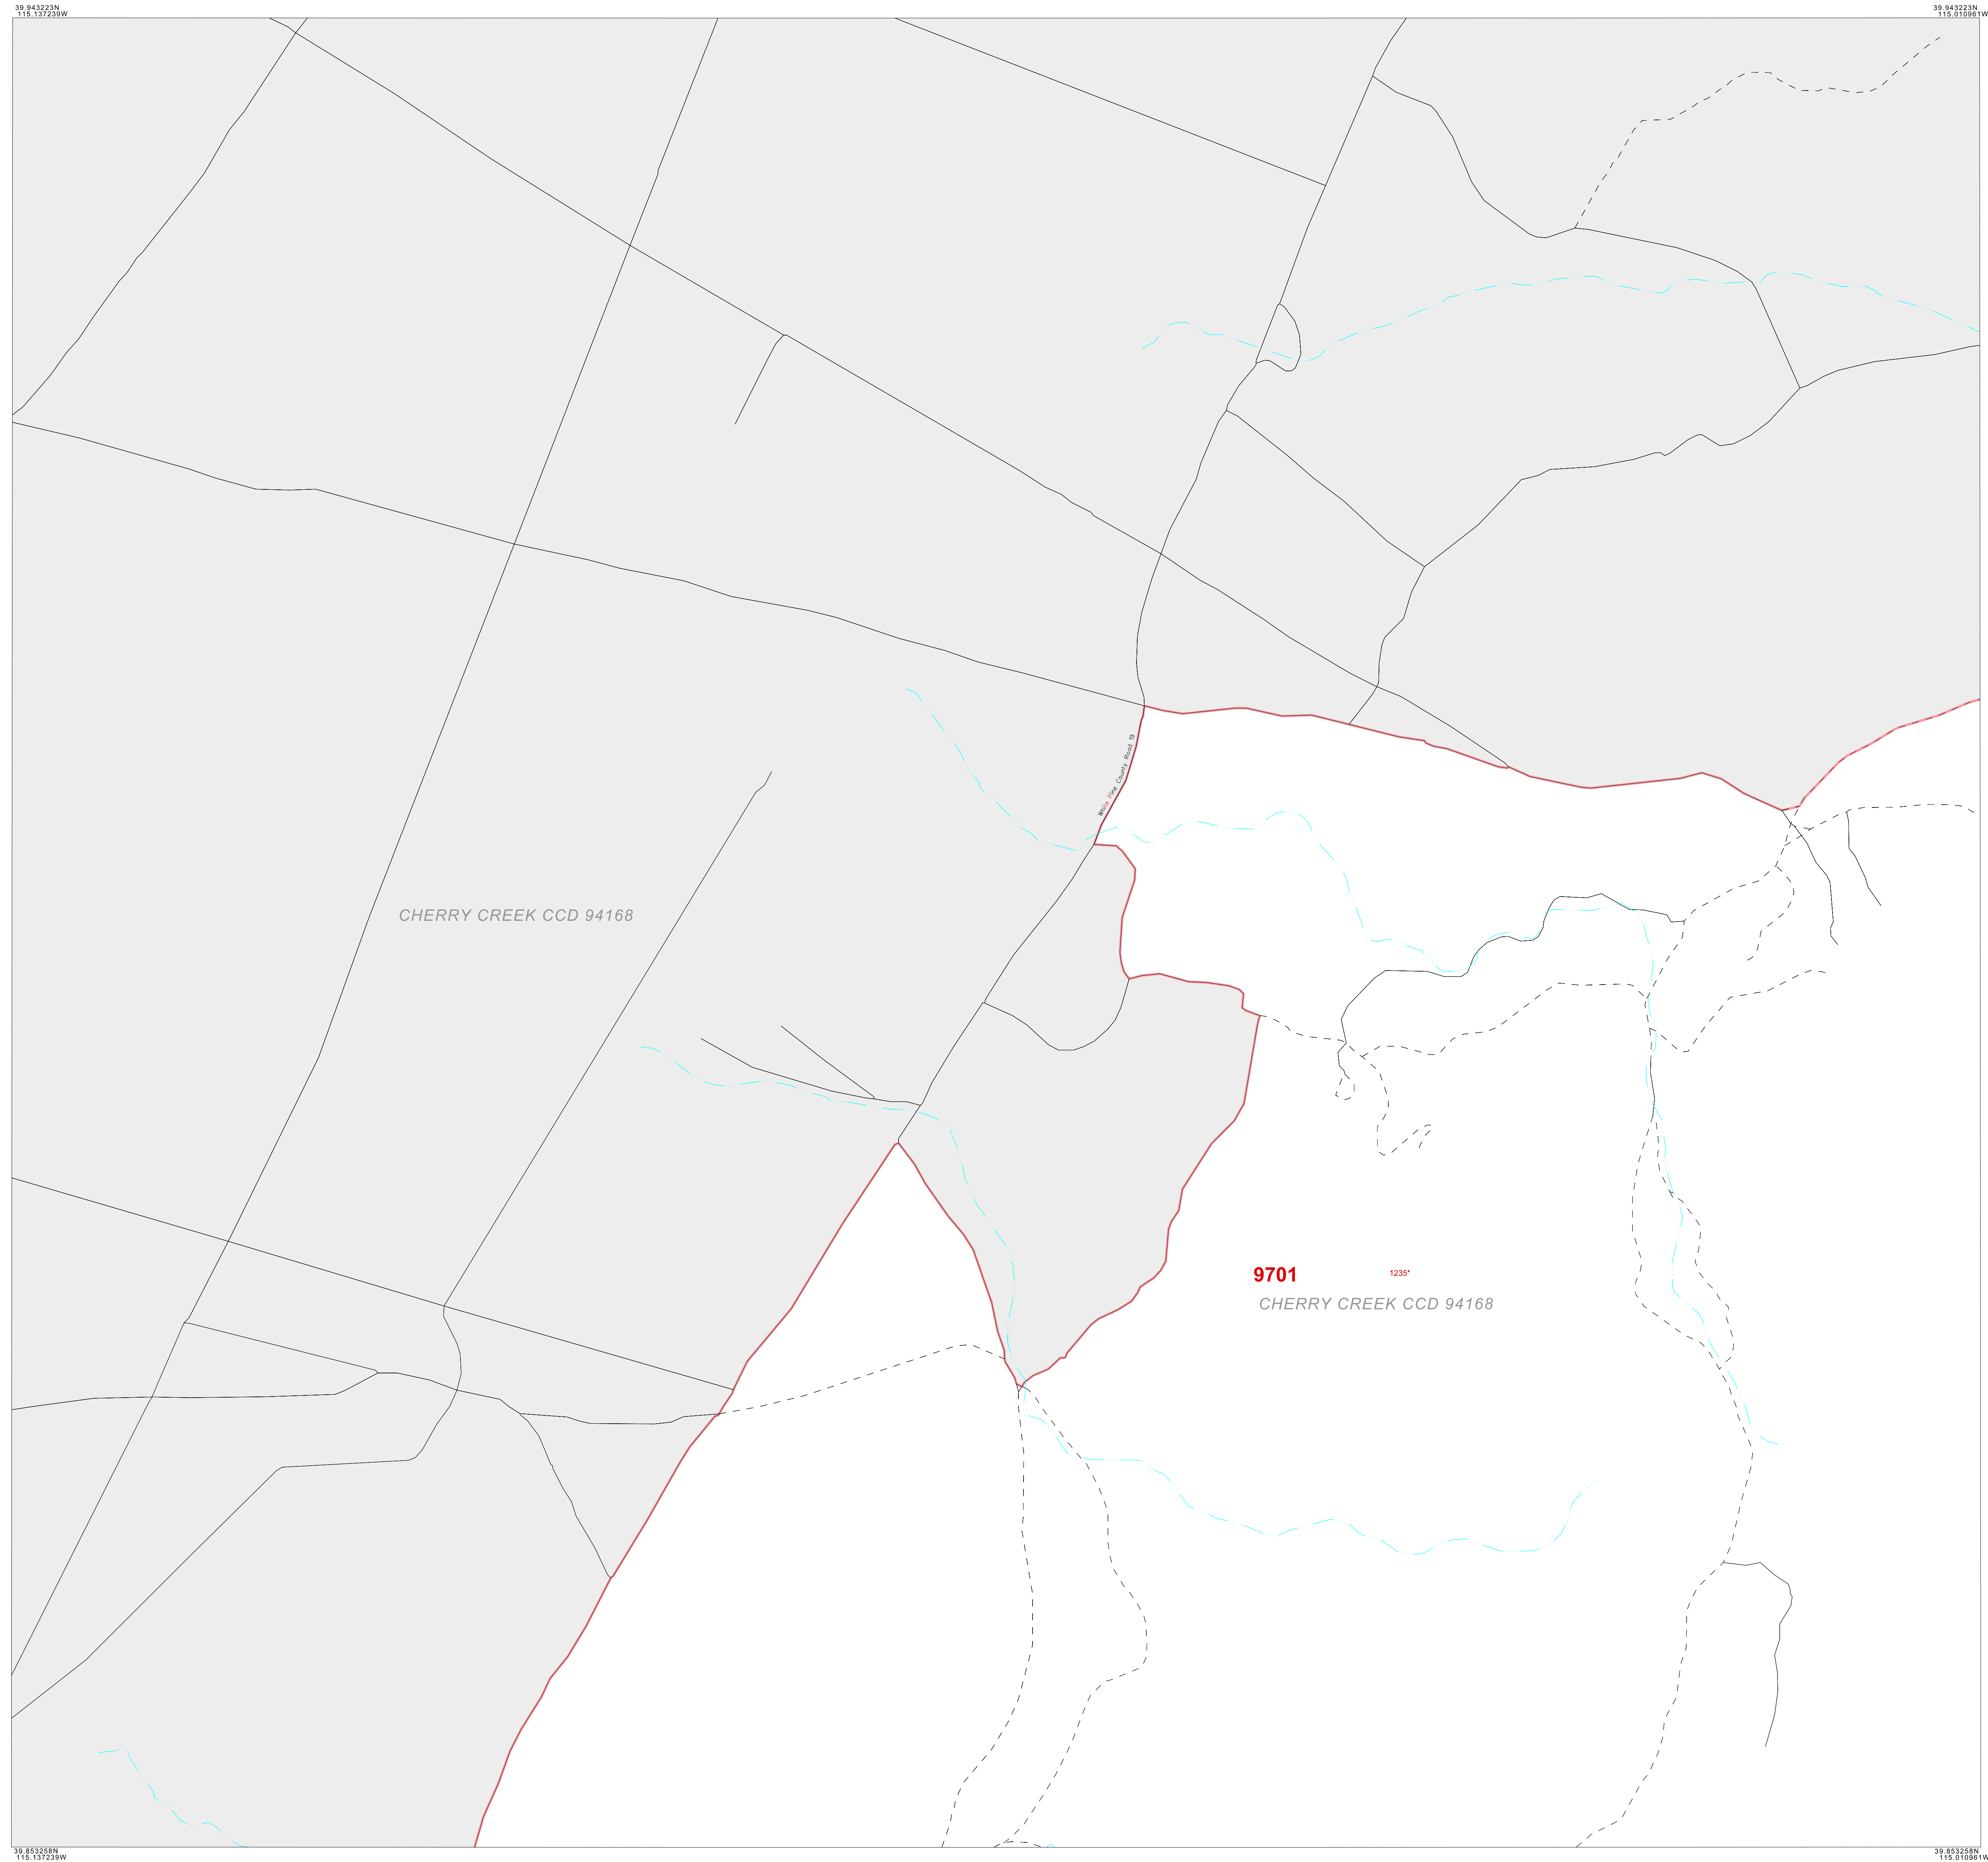 39.943223N
115.137239W
39.943223N
115.010961W
White Pine County Road 19
CHERRY CREEK CCD 94168
9701
1235*
CHERRY CREEK CCD 94168
39.853258N
115.137239W
39.853258N
115.010961W